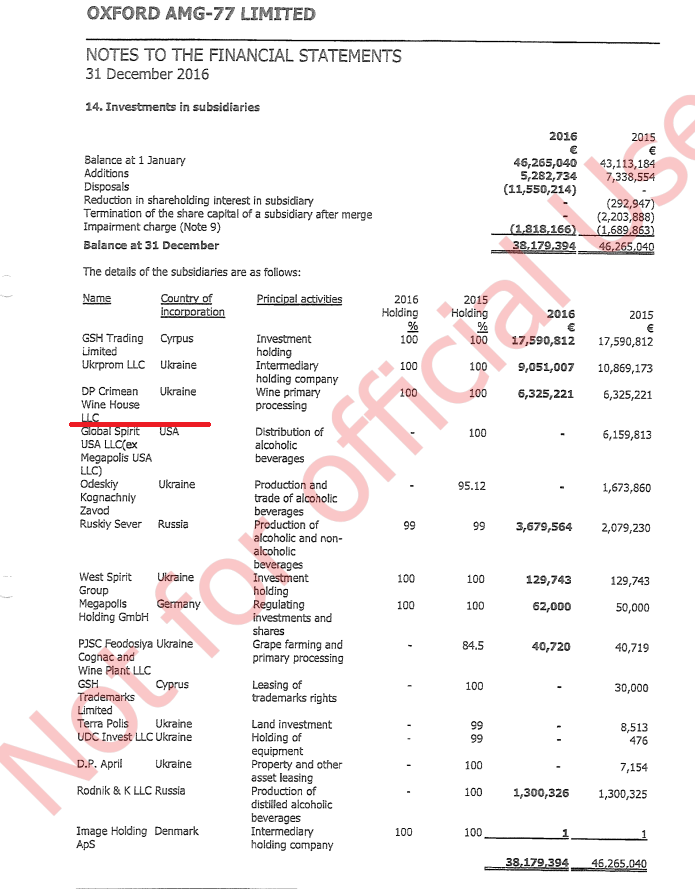 OXFORD AMG-77 LIMITED
NOTES TO THE FINANCIAL STATEMENTS
31 December 2016
14. Investments in subsidiaries
2016 2015
€ €
Balance at 1 January 46,265,040 43,113,184
Additions 5,282,734 7,338,554
Disposals (11,550,214) -
Reduction in shareholding interest in subsidiary - (292,947)
Termination of the share capital of a subsidiary after merge - (2,203,888)
Impairment charge (Note 9) (1,818,166) (1,689,863)
Balance at 31 December 38,179,394 46,265,040
The details of the subsidiaries are as follows:
Name Country of Principal activities 2016 2015
incorporation Holding Holding 2016 2015
% % € €
GSH Trading Cyrpus Investment 100 100 17,590,812 17,590,812
Limited holding
Ukrprom LLC Ukraine Intermediary 100 100 9,051,007 10,869,173
holding company
DP Crimean Ukraine Wine primary 100 100 6,325,221 6,325,221
Wine House processing
LLC
Global Spirit USA Distribution of - 100 - 6,159,813
USA LLC(ex alcoholic
Megapolis USA beverages
LLC)
Odeskiy Ukraine Production and - 95.12 - 1,673,860
Kognachniy trade of alcoholic
Zavod beverages
Ruskiy Sever Russia Production of 99 99 3,679,564 2,079,230
alcoholic and non-
alcoholic
beverages
West Spirit Ukraine Investment 100 100 129,743 129,743
Group holding
Megapolis Germany Regulating 100 100 62,000 50,000
Holding GmbH investments and
shares
PJSC Feodosiya Ukraine Grape farming and - 84.5 40,720 40,719
Cognac and primary processing
Wine Plant LLC
GSH Cyprus Leasing of - 100 - 30,000
Trademarks trademarks rights
Limited
Terra Polis Ukraine Land investment - 99 - 8,513
UDC Invest LLC Ukraine Holding of - 99 - 476
equipment
D.P. April Ukraine Property and other - 100 - 7,154
asset leasing
Rodnik & K LLC Russia Production of - 100 1,300,326 1,300,325
distilled alcoholic
beverages
Image Holding Denmark Intermediary 100 100 1 1
ApS holding company
38,179,394 46,265,040
Not for official Use